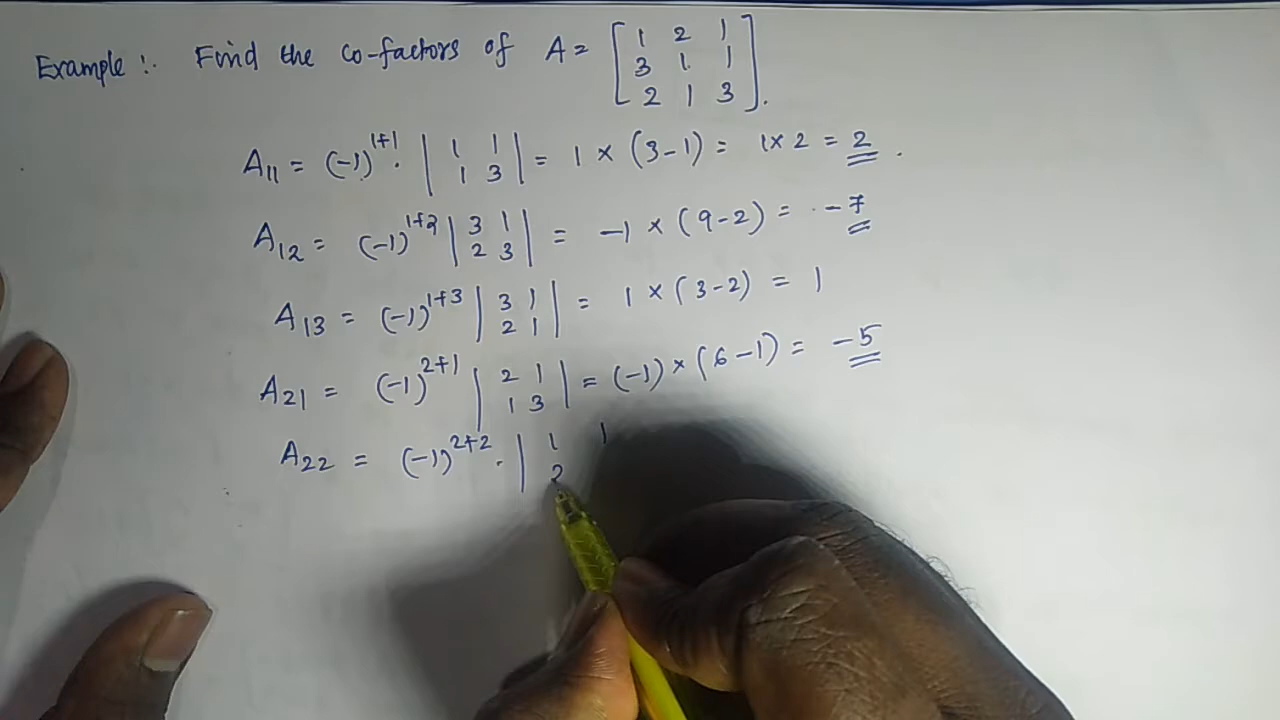 Example :- Find the Co-factors of A = [1 2 1
3 1 1
2 1 3].
A11 = (-1)^1+1 . |1 1
1 3| = 1 × (3-1) = 1×2 = 2 .
A12 = (-1)^1+2 |3 1
2 3| = -1 × (9-2) = -7
A13 = (-1)^1+3 |3 1
2 1| = 1 × (3-2) = 1
A21 = (-1)^2+1 |2 1
1 3| = (-1) × (6-1) = -5
A22 = (-1)^2+2 . |1 1
2